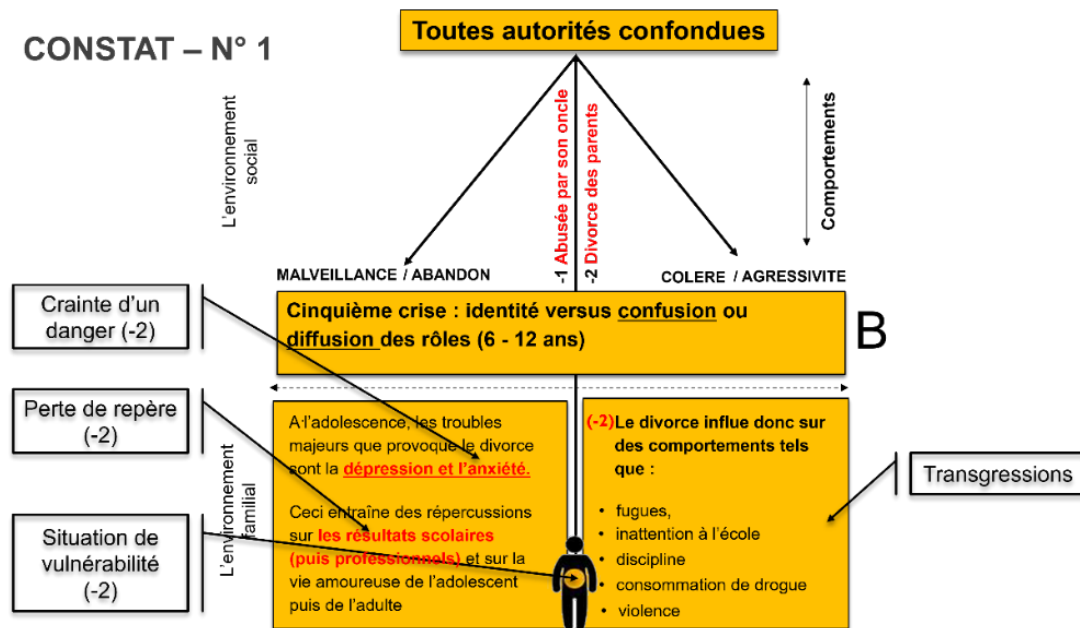 CONSTAT – N° 1
Toutes autorités confondues
L'environnement
social
-1 Abusée par son oncle
-2 Divorce des parents
Comportements
MALVEILLANCE / ABANDON
COLERE / AGRESSIVITE
Crainte d'un
danger (-2)
Cinquième crise : identité versus confusion ou
diffusion des rôles (6 - 12 ans)
B
Perte de repère
(-2)
Situation de
vulnérabilité
(-2)
L'environnement
familial
A l'adolescence, les troubles
majeurs que provoque le divorce
sont la dépression et l'anxiété.
Ceci entraîne des répercussions
sur les résultats scolaires
(puis professionnels) et sur la
vie amoureuse de l'adolescent
puis de l'adulte
(-2) Le divorce influe donc sur
des comportements tels
que :
• fugues,
• inattention à l'école
• discipline
• consommation de drogue
• violence
Transgressions